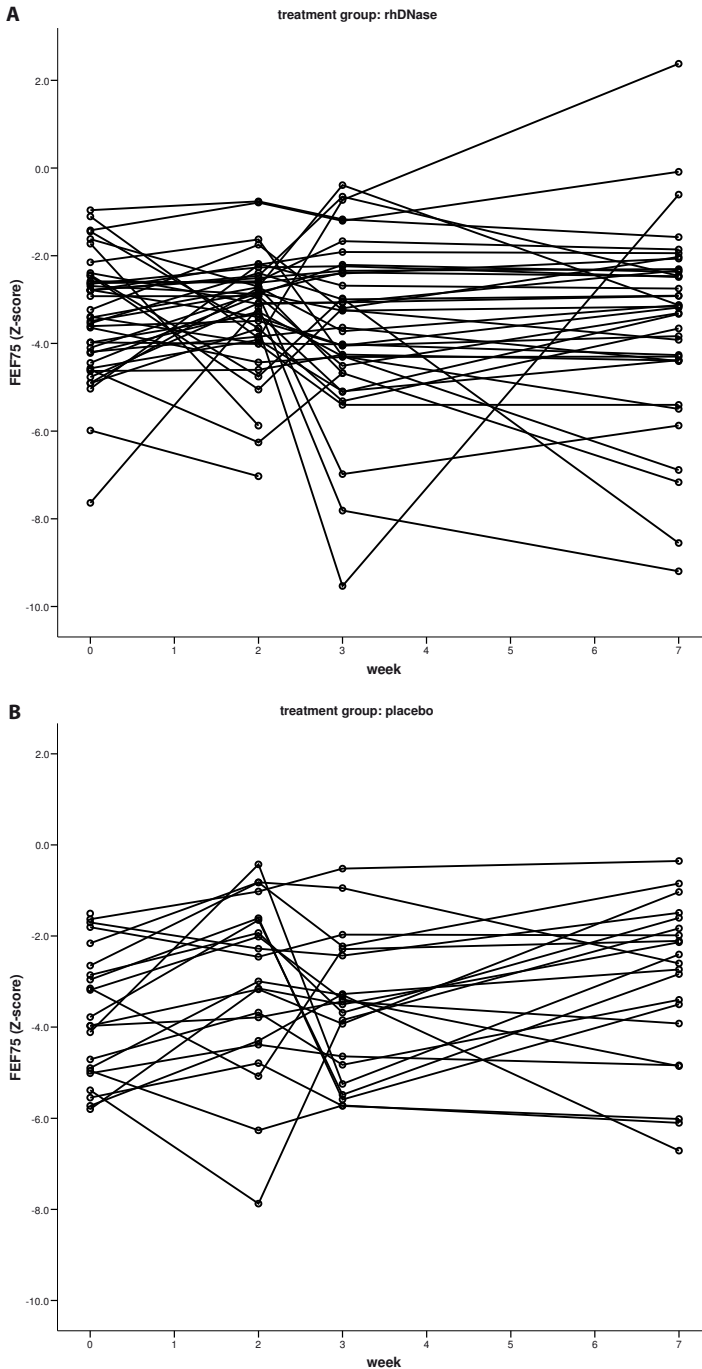 A
treatment group: rhDNase
FEF75 (Z-score)
2.0
0.0
-2.0
-4.0
-6.0
-8.0
-10.0
0 1 2 3 4 5 6 7
week
B
treatment group: placebo
FEF75 (Z-score)
2.0
0.0
-2.0
-4.0
-6.0
-8.0
-10.0
0 1 2 3 4 5 6 7
week